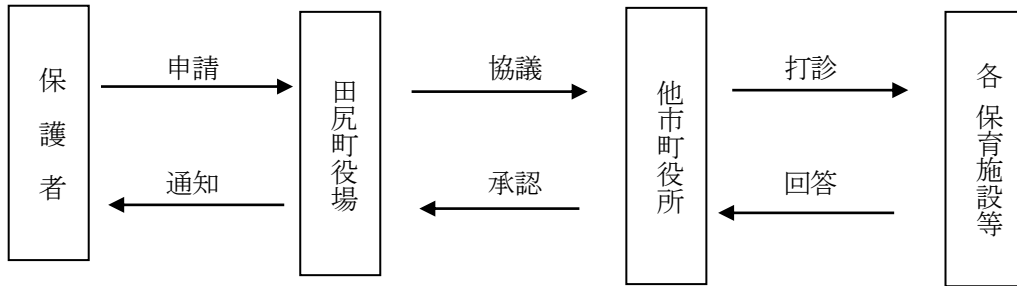 保護者
申請
通知
田尻町役場
協議
承認
他市町役所
打診
回答
各保育施設等